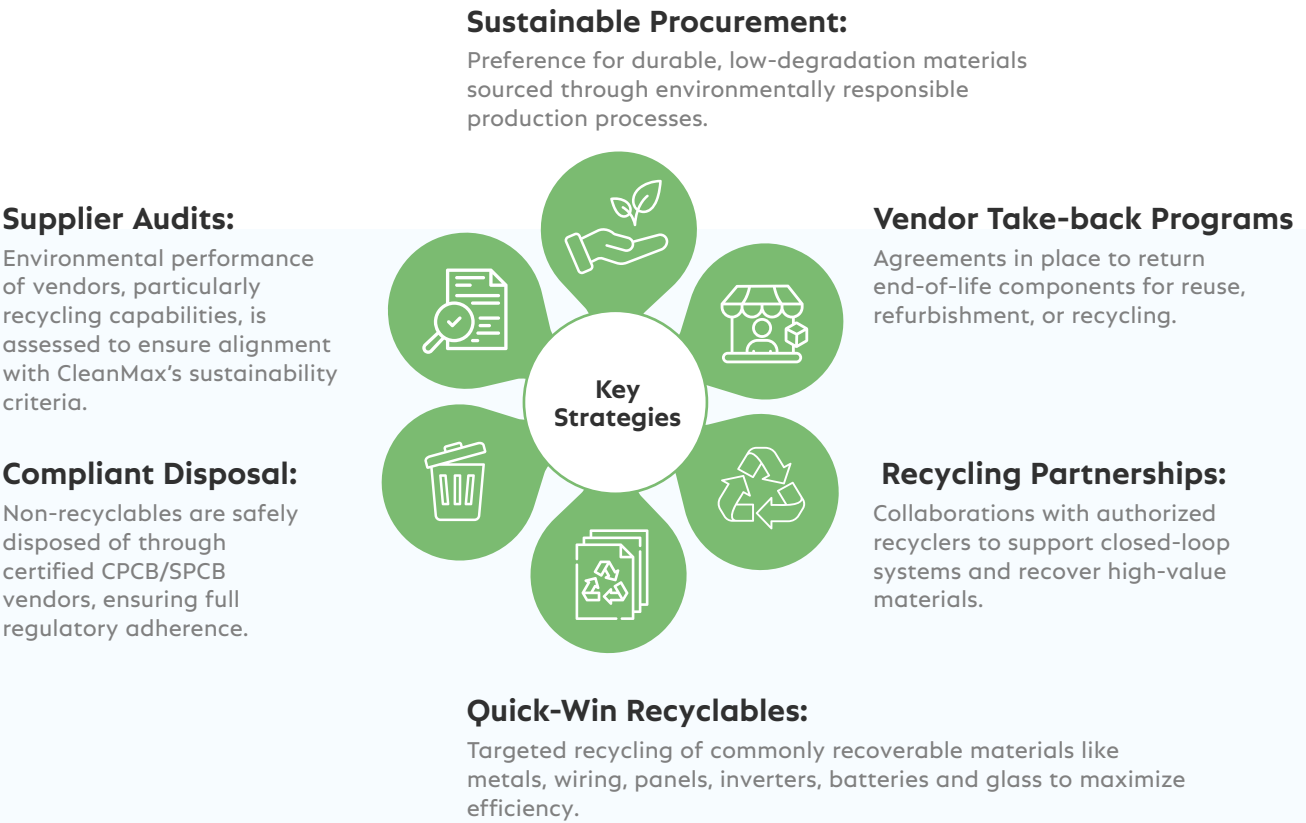 Sustainable Procurement:
Preference for durable, low-degradation materials
sourced through environmentally responsible
production processes.
Supplier Audits:
Environmental performance
of vendors, particularly
recycling capabilities, is
assessed to ensure alignment
with CleanMax’s sustainability
criteria.
Vendor Take-back Programs
Agreements in place to return
end-of-life components for reuse,
refurbishment, or recycling.
Key
Strategies
Compliant Disposal:
Non-recyclables are safely
disposed of through
certified CPCB/SPCB
vendors, ensuring full
regulatory adherence.
Recycling Partnerships:
Collaborations with authorized
recyclers to support closed-loop
systems and recover high-value
materials.
Quick-Win Recyclables:
Targeted recycling of commonly recoverable materials like
metals, wiring, panels, inverters, batteries and glass to maximize
efficiency.